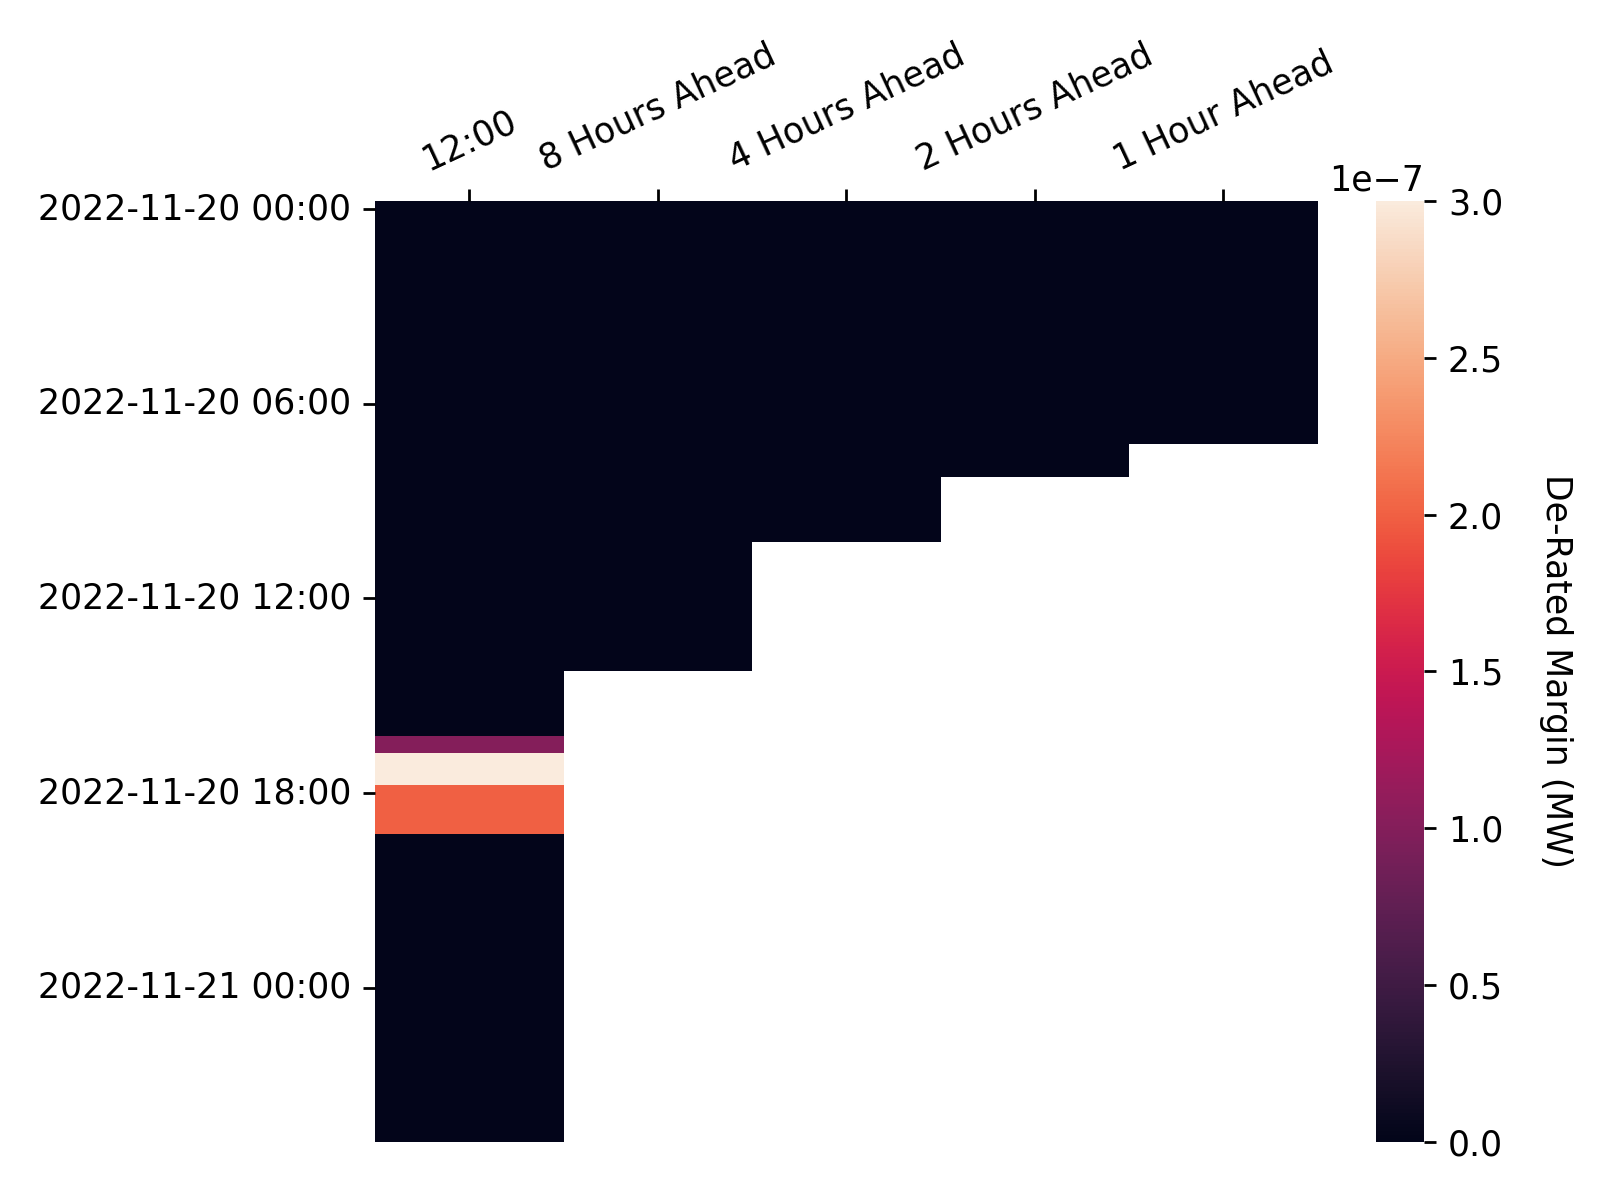 12:00
8 Hours Ahead
4 Hours Ahead
2 Hours Ahead
1 Hour Ahead
2022-11-20 00:00
2022-11-20 06:00
2022-11-20 12:00
2022-11-20 18:00
2022-11-21 00:00
1e−7
3.0
2.5
2.0
1.5
1.0
0.5
0.0
De-Rated Margin (MW)